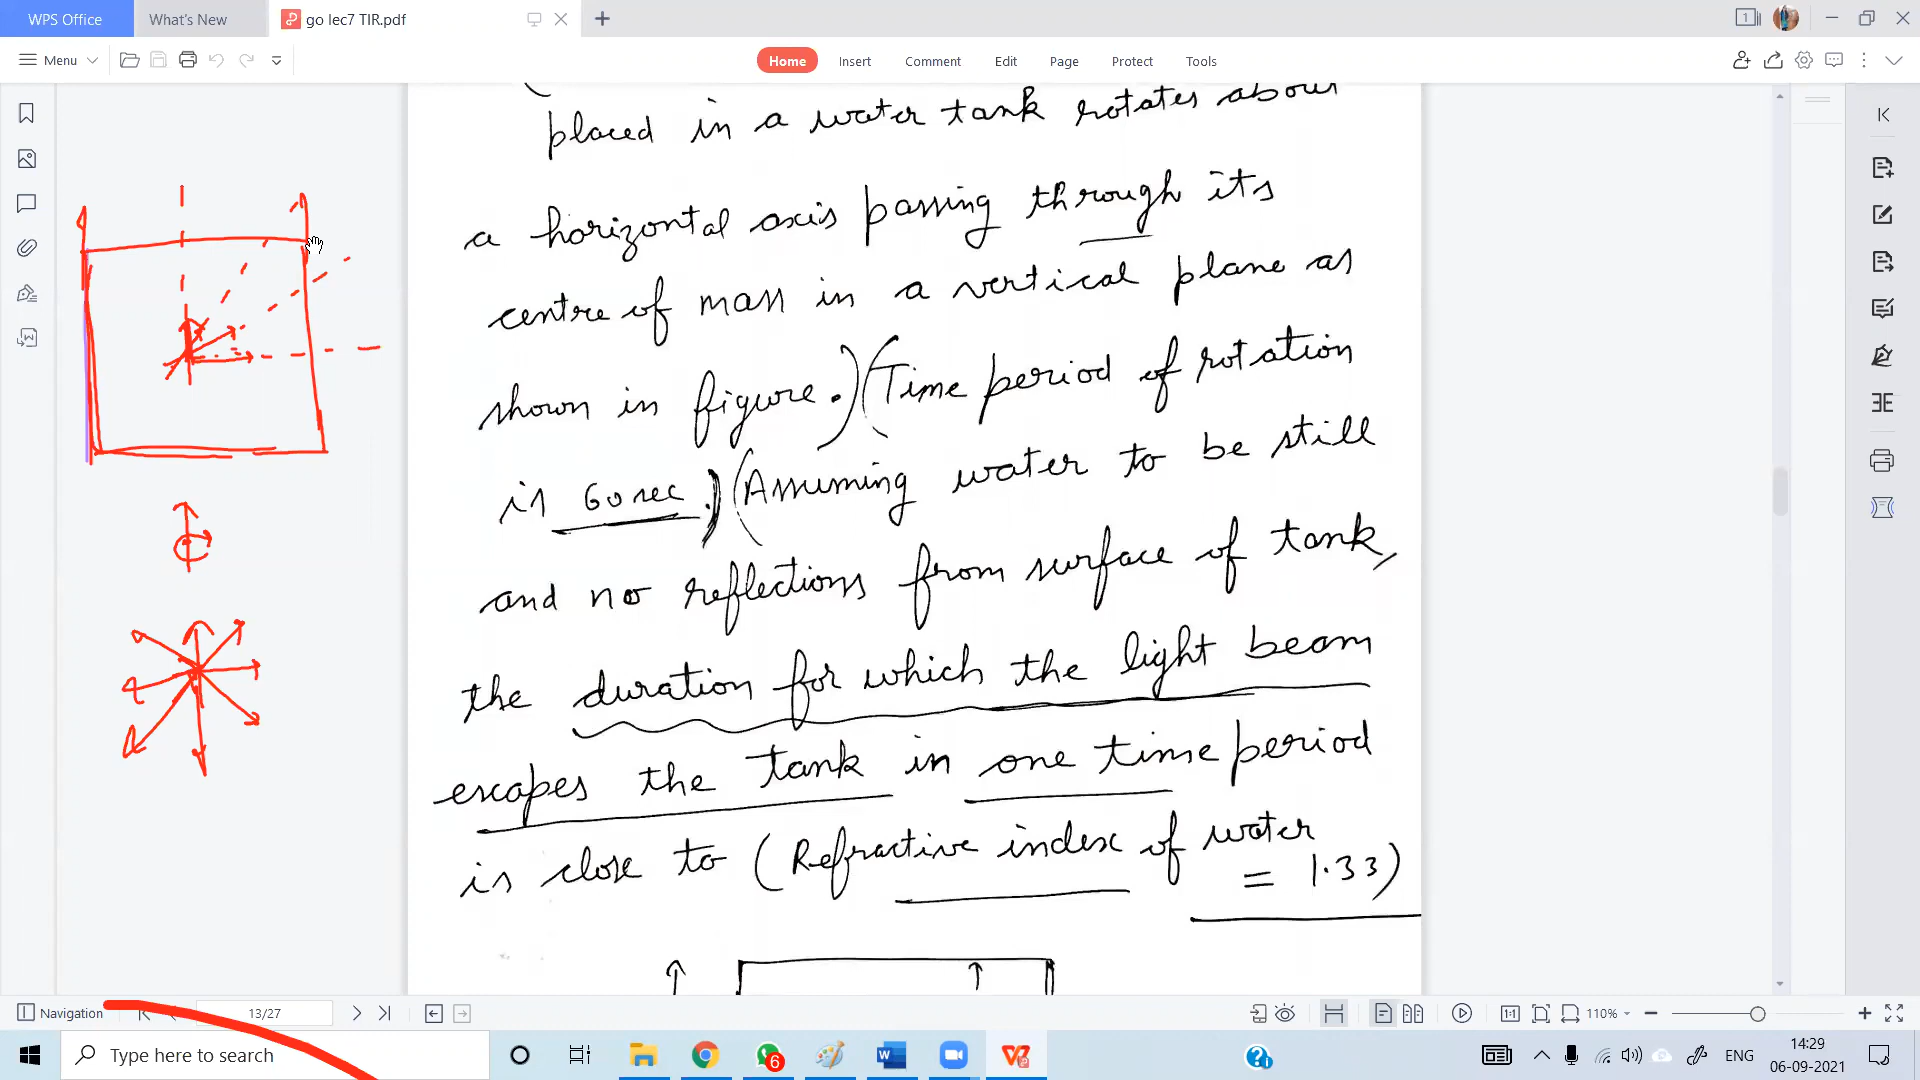 WPS Office What's New go lec7 TIR.pdf 1
Menu Home Insert Comment Edit Page Protect Tools
placed in a water tank rotates about
a horizontal axis passing through its
centre of mass in a vertical plane as
shown in figure.) (Time period of rotation
is 60 sec.) (Assuming water to be still
and no reflections from surface of tank,
the duration for which the light beam
escapes the tank in one time period
is close to (Refractive index of water
= 1.33)
Navigation 13/27 1:1 110%
Type here to search 6 W ENG 14:29
06-09-2021